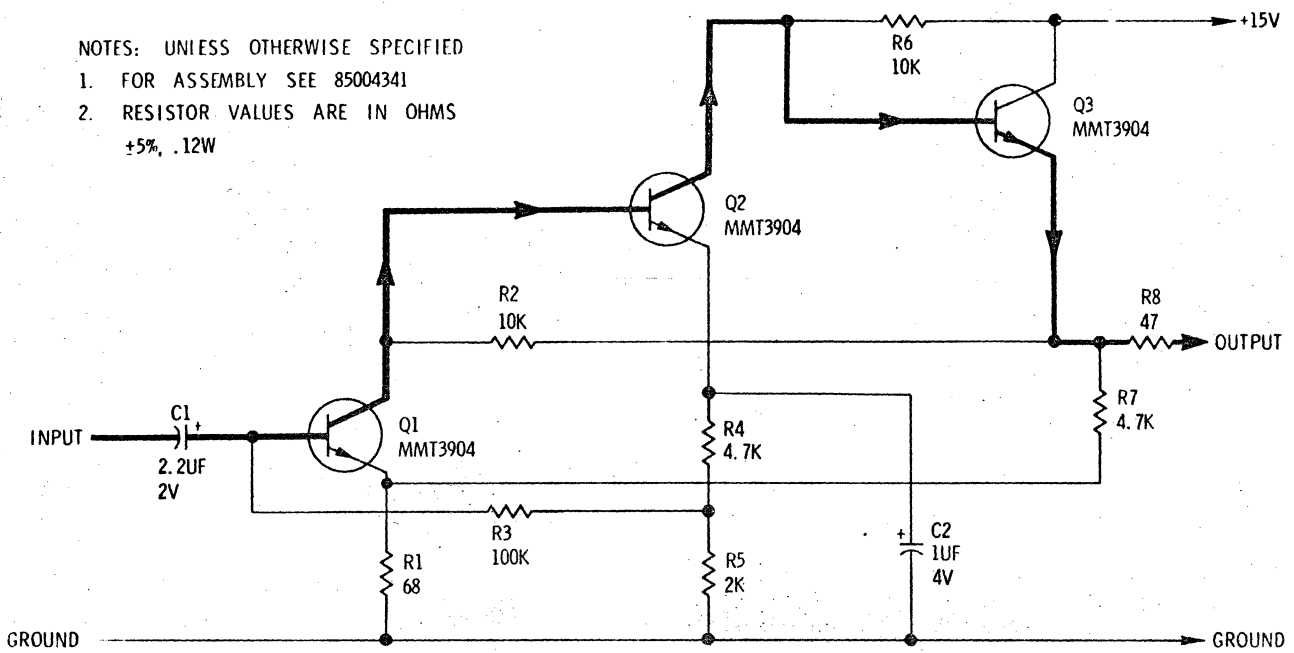 NOTES: UNLESS OTHERWISE SPECIFIED
1. FOR ASSEMBLY SEE 85004341
2. RESISTOR VALUES ARE IN OHMS
±5%, .12W
R6
10K
+15V
Q3
MMT3904
Q2
MMT3904
R2
10K
R8
47
OUTPUT
R7
4.7K
C1
+
INPUT
2.2UF
2V
Q1
MMT3904
R4
4.7K
R3
100K
R1
68
R5
2K
+
C2
1UF
4V
GROUND
GROUND